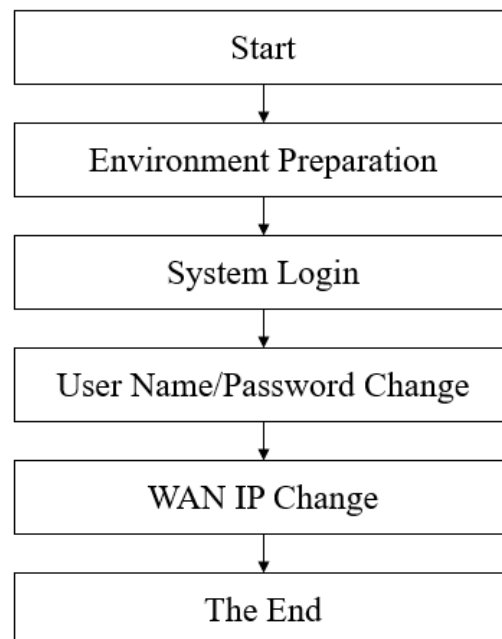 Start
Environment Preparation
System Login
User Name/Password Change
WAN IP Change
The End